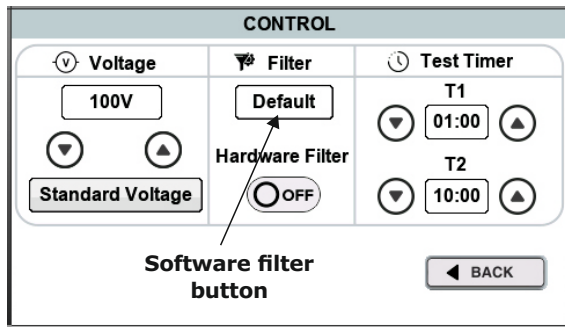 CONTROL
V Voltage
100V
Standard Voltage
Filter
Default
Hardware Filter
OFF
Test Timer
T1
01:00
T2
10:00
Software filter
button
BACK